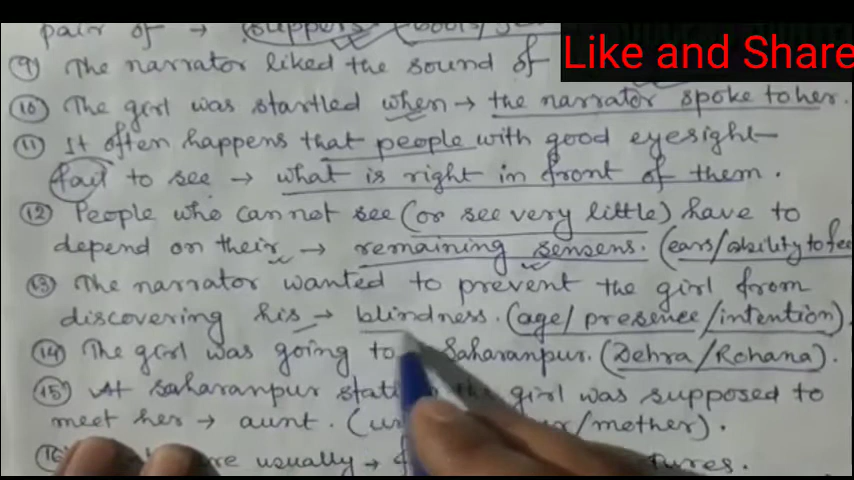 pair of → (suppers
⑨ The narrator liked the sound of
Like and Share
⑩ The girl was startled when → the narrator spoke to her.
⑪ It often happens that people with good eyesight
fail to see → what is right in front of them.
⑫ People who can not see (or see very little) have to
depend on their → remaining sensens. (ears/ability to
⑬ The narrator wanted to prevent the girl from
discovering his → blindness. (age/presence/intention)
⑭ The girl was going to Saharanpur. (Dehra/Rohana).
⑮ At saharanpur the girl was supposed to
meet her → aunt. (/mother).
⑯ usually →